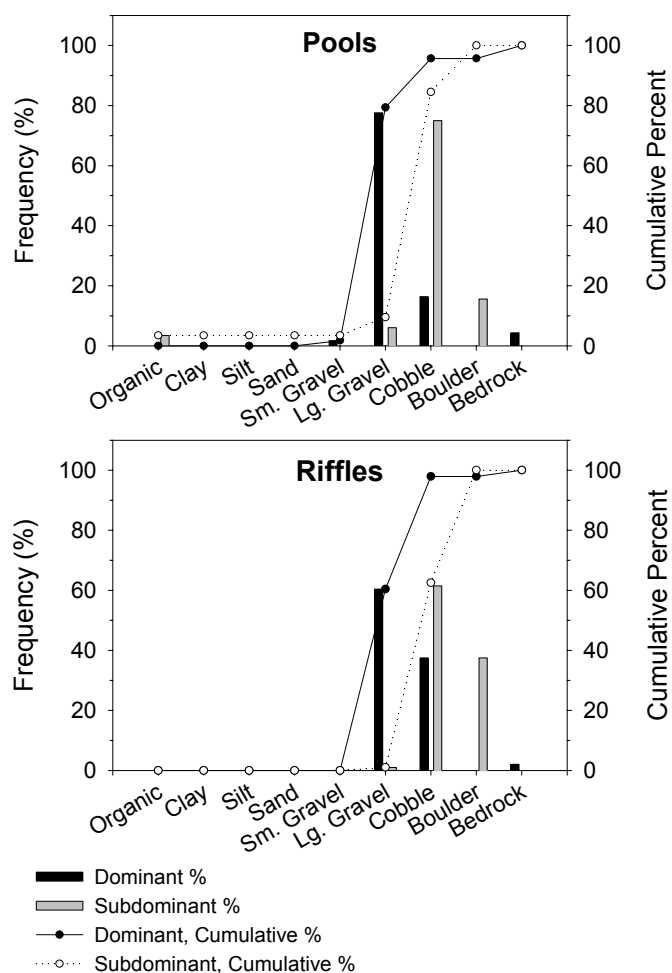 Pools
100
80
60
40
20
0
Frequency (%)
100
80
60
40
20
0
Cumulative Percent
Organic
Clay
Silt
Sand
Sm. Gravel
Lg. Gravel
Cobble
Boulder
Bedrock
Riffles
100
80
60
40
20
0
Frequency (%)
100
80
60
40
20
0
Cumulative Percent
Organic
Clay
Silt
Sand
Sm. Gravel
Lg. Gravel
Cobble
Boulder
Bedrock
Dominant %
Subdominant %
Dominant, Cumulative %
Subdominant, Cumulative %